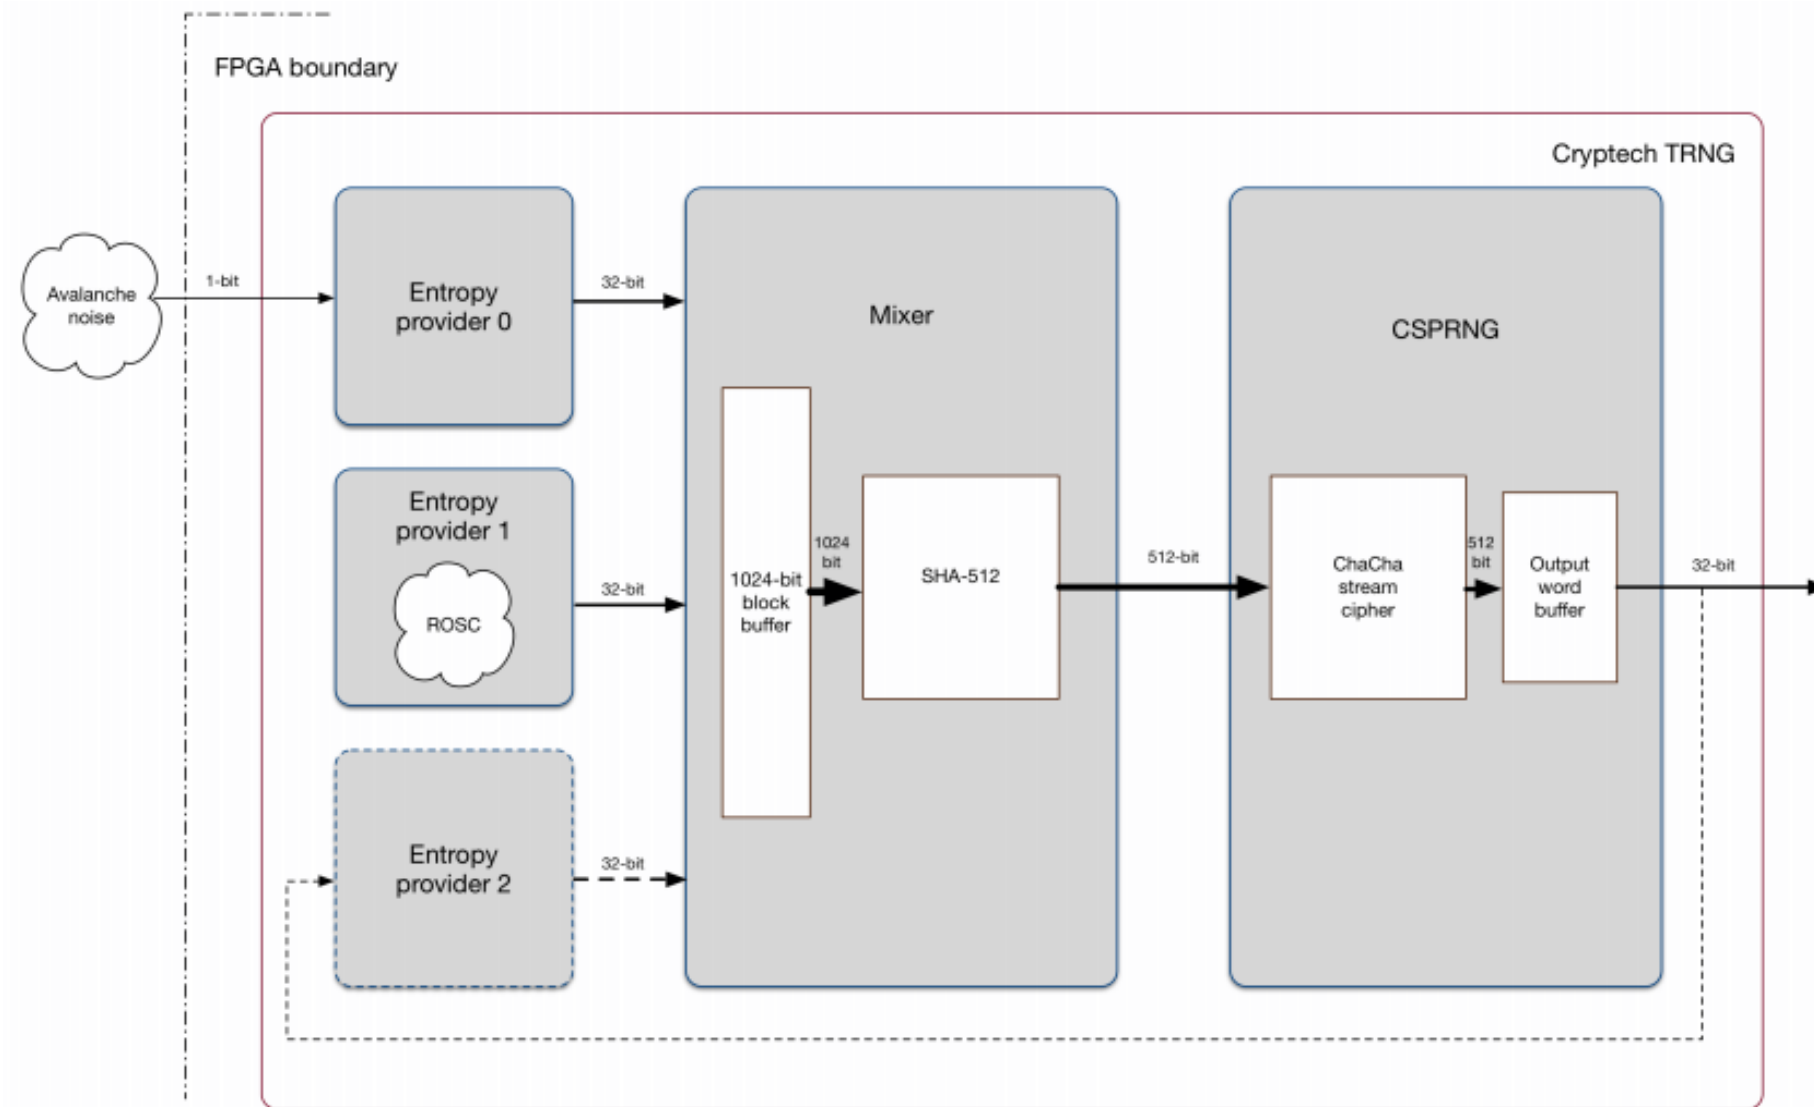 FPGA boundary
Cryptech TRNG
Avalanche
noise
1-bit
Entropy
provider 0
32-bit
Mixer
CSPRNG
Entropy
provider 1
ROSC
32-bit
1024-bit
block
buffer
1024
bit
SHA-512
512-bit
ChaCha
stream
cipher
512
bit
Output
word
buffer
32-bit
Entropy
provider 2
32-bit